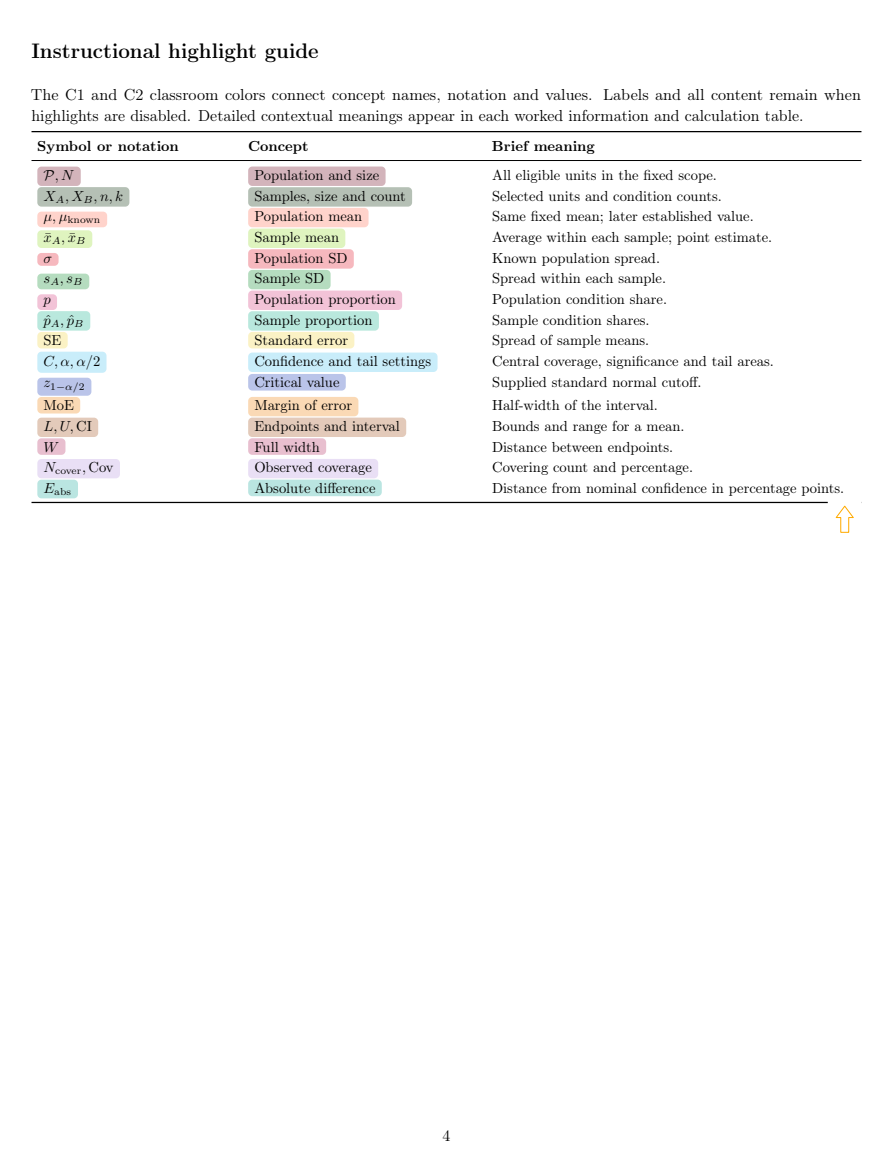 Instructional highlight guide
The C1 and C2 classroom colors connect concept names, notation and values. Labels and all content remain when
highlights are disabled. Detailed contextual meanings appear in each worked information and calculation table.
Symbol or notation Concept Brief meaning
𝒫, N Population and size All eligible units in the fixed scope.
X_A, X_B, n, k Samples, size and count Selected units and condition counts.
μ, μ_known Population mean Same fixed mean; later established value.
x̄_A, x̄_B Sample mean Average within each sample; point estimate.
σ Population SD Known population spread.
s_A, s_B Sample SD Spread within each sample.
p Population proportion Population condition share.
p̂_A, p̂_B Sample proportion Sample condition shares.
SE Standard error Spread of sample means.
C, α, α/2 Confidence and tail settings Central coverage, significance and tail areas.
z_{1−α/2} Critical value Supplied standard normal cutoff.
MoE Margin of error Half-width of the interval.
L, U, CI Endpoints and interval Bounds and range for a mean.
W Full width Distance between endpoints.
N_cover, Cov Observed coverage Covering count and percentage.
E_abs Absolute difference Distance from nominal confidence in percentage points.
4